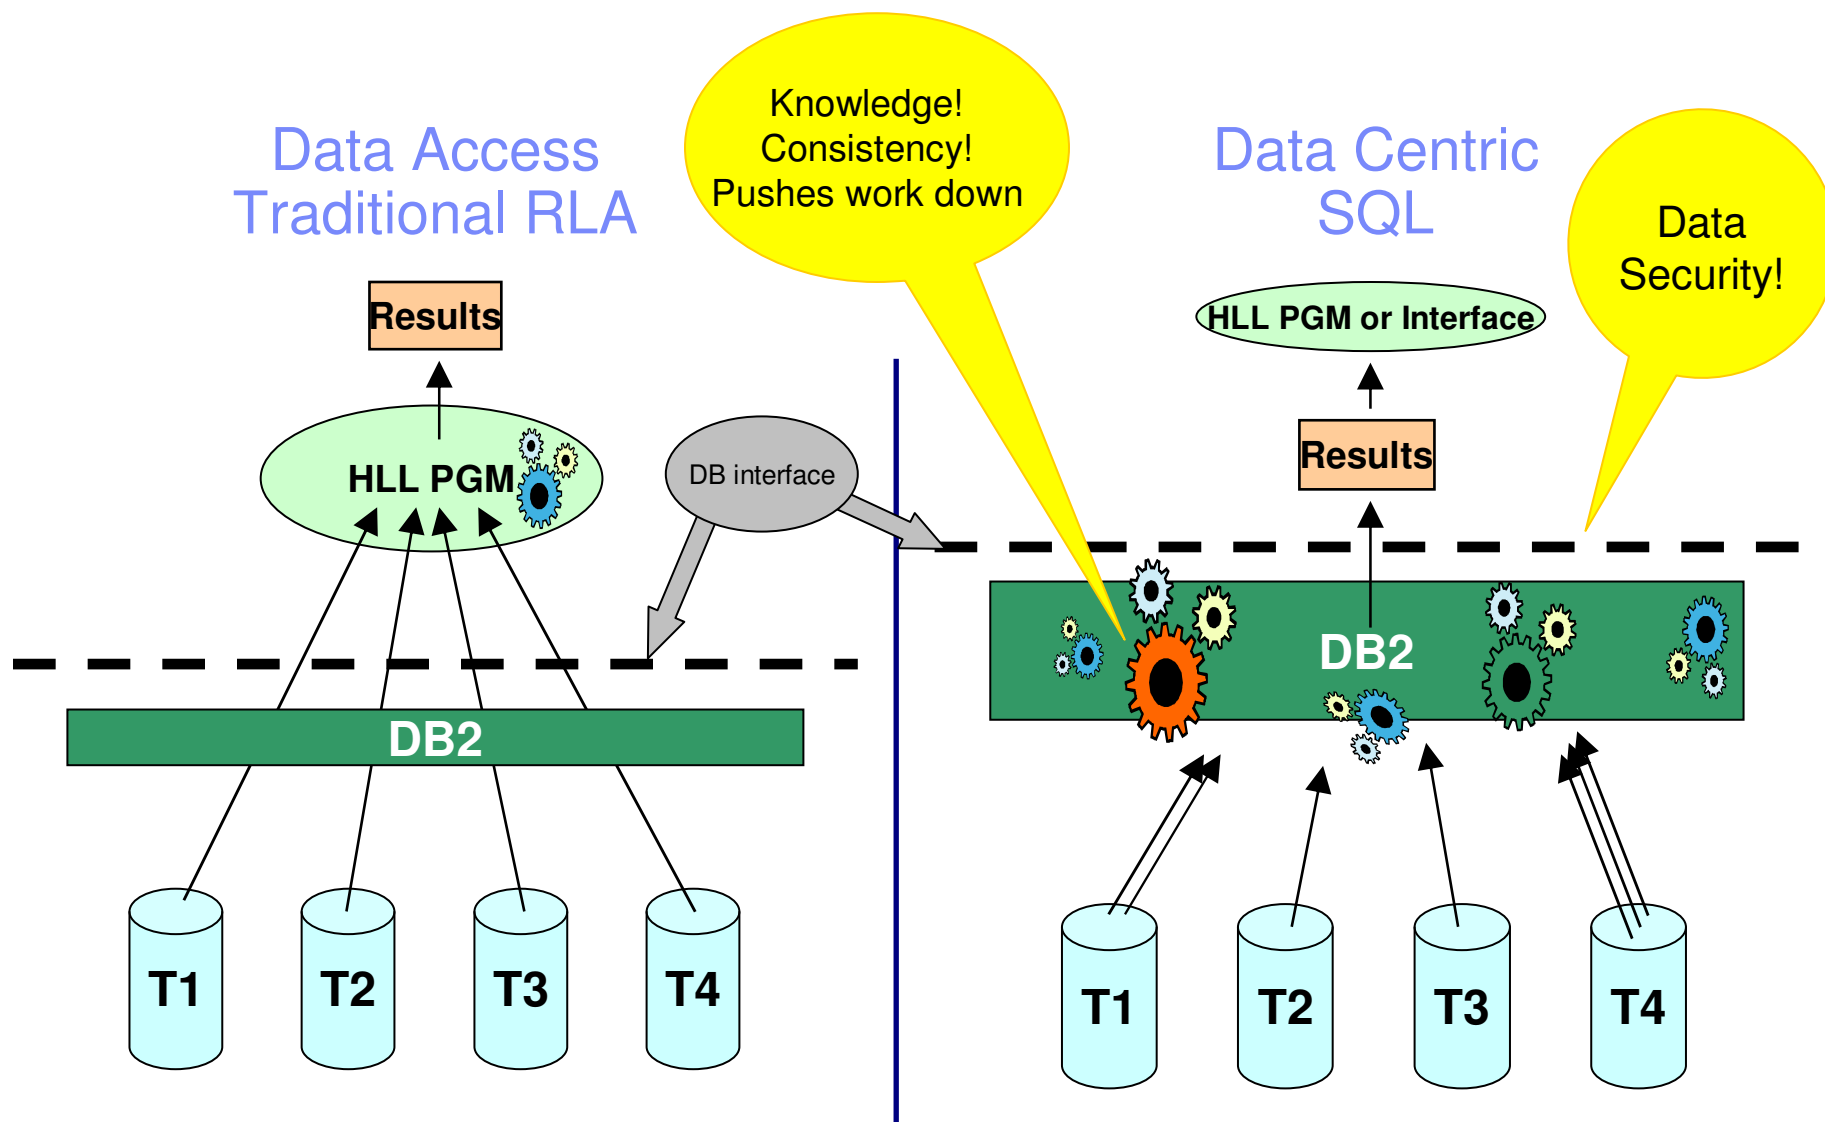 Data Access
Traditional RLA
Results
HLL PGM
DB interface
DB2
T1
T2
T3
T4
Knowledge!
Consistency!
Pushes work down
Data Centric
SQL
Data
Security!
HLL PGM or Interface
Results
DB2
T1
T2
T3
T4